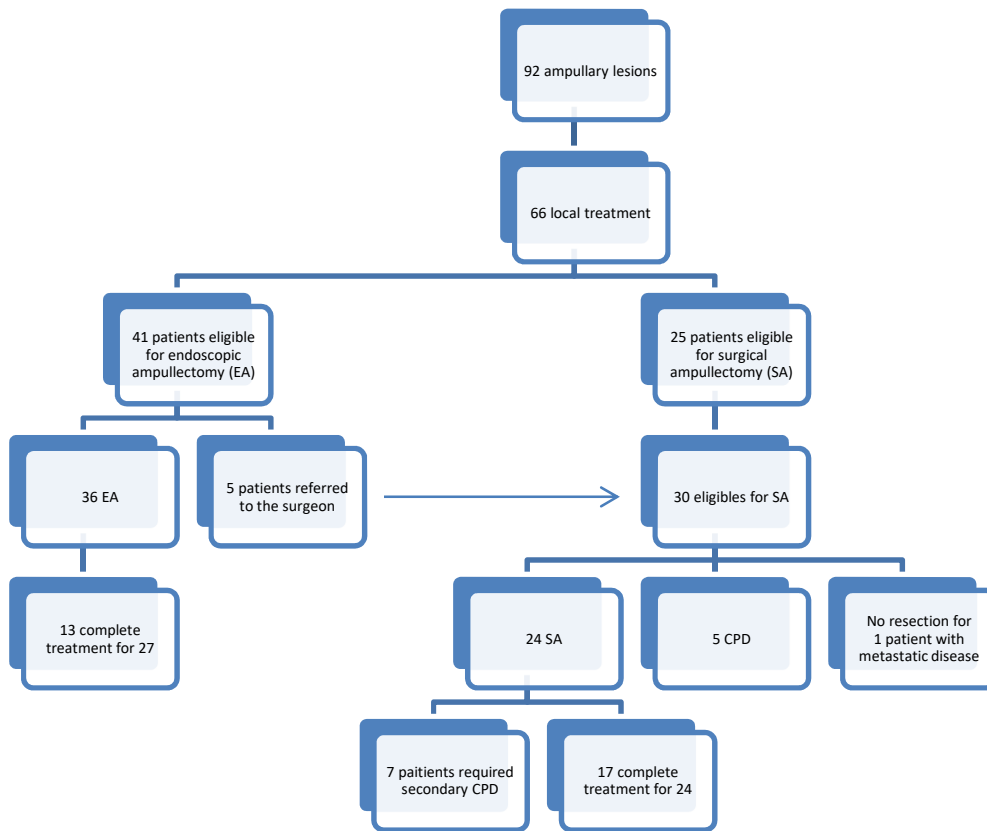 92 ampullary lesions
66 local treatment
41 patients eligible
for endoscopic
ampullectomy (EA)
25 patients eligible
for surgical
ampullectomy (SA)
36 EA
5 patients referred
to the surgeon
30 eligibles for SA
13 complete
treatment for 27
24 SA
5 CPD
No resection for
1 patient with
metastatic disease
7 paitients required
secondary CPD
17 complete
treatment for 24